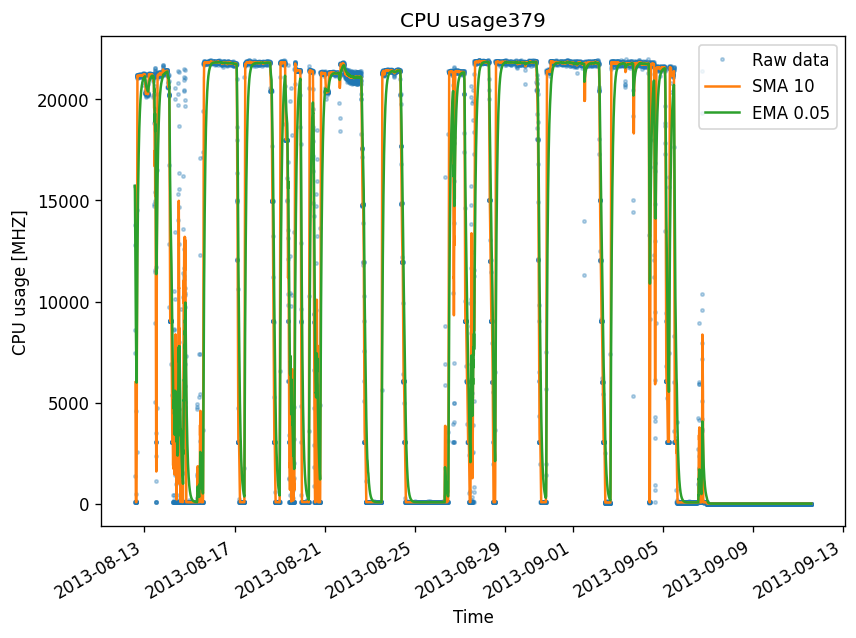 CPU usage379
Raw data
SMA 10
EMA 0.05
CPU usage [MHZ]
20000
15000
10000
5000
0
2013-08-13
2013-08-17
2013-08-21
2013-08-25
2013-08-29
2013-09-01
2013-09-05
2013-09-09
2013-09-13
Time